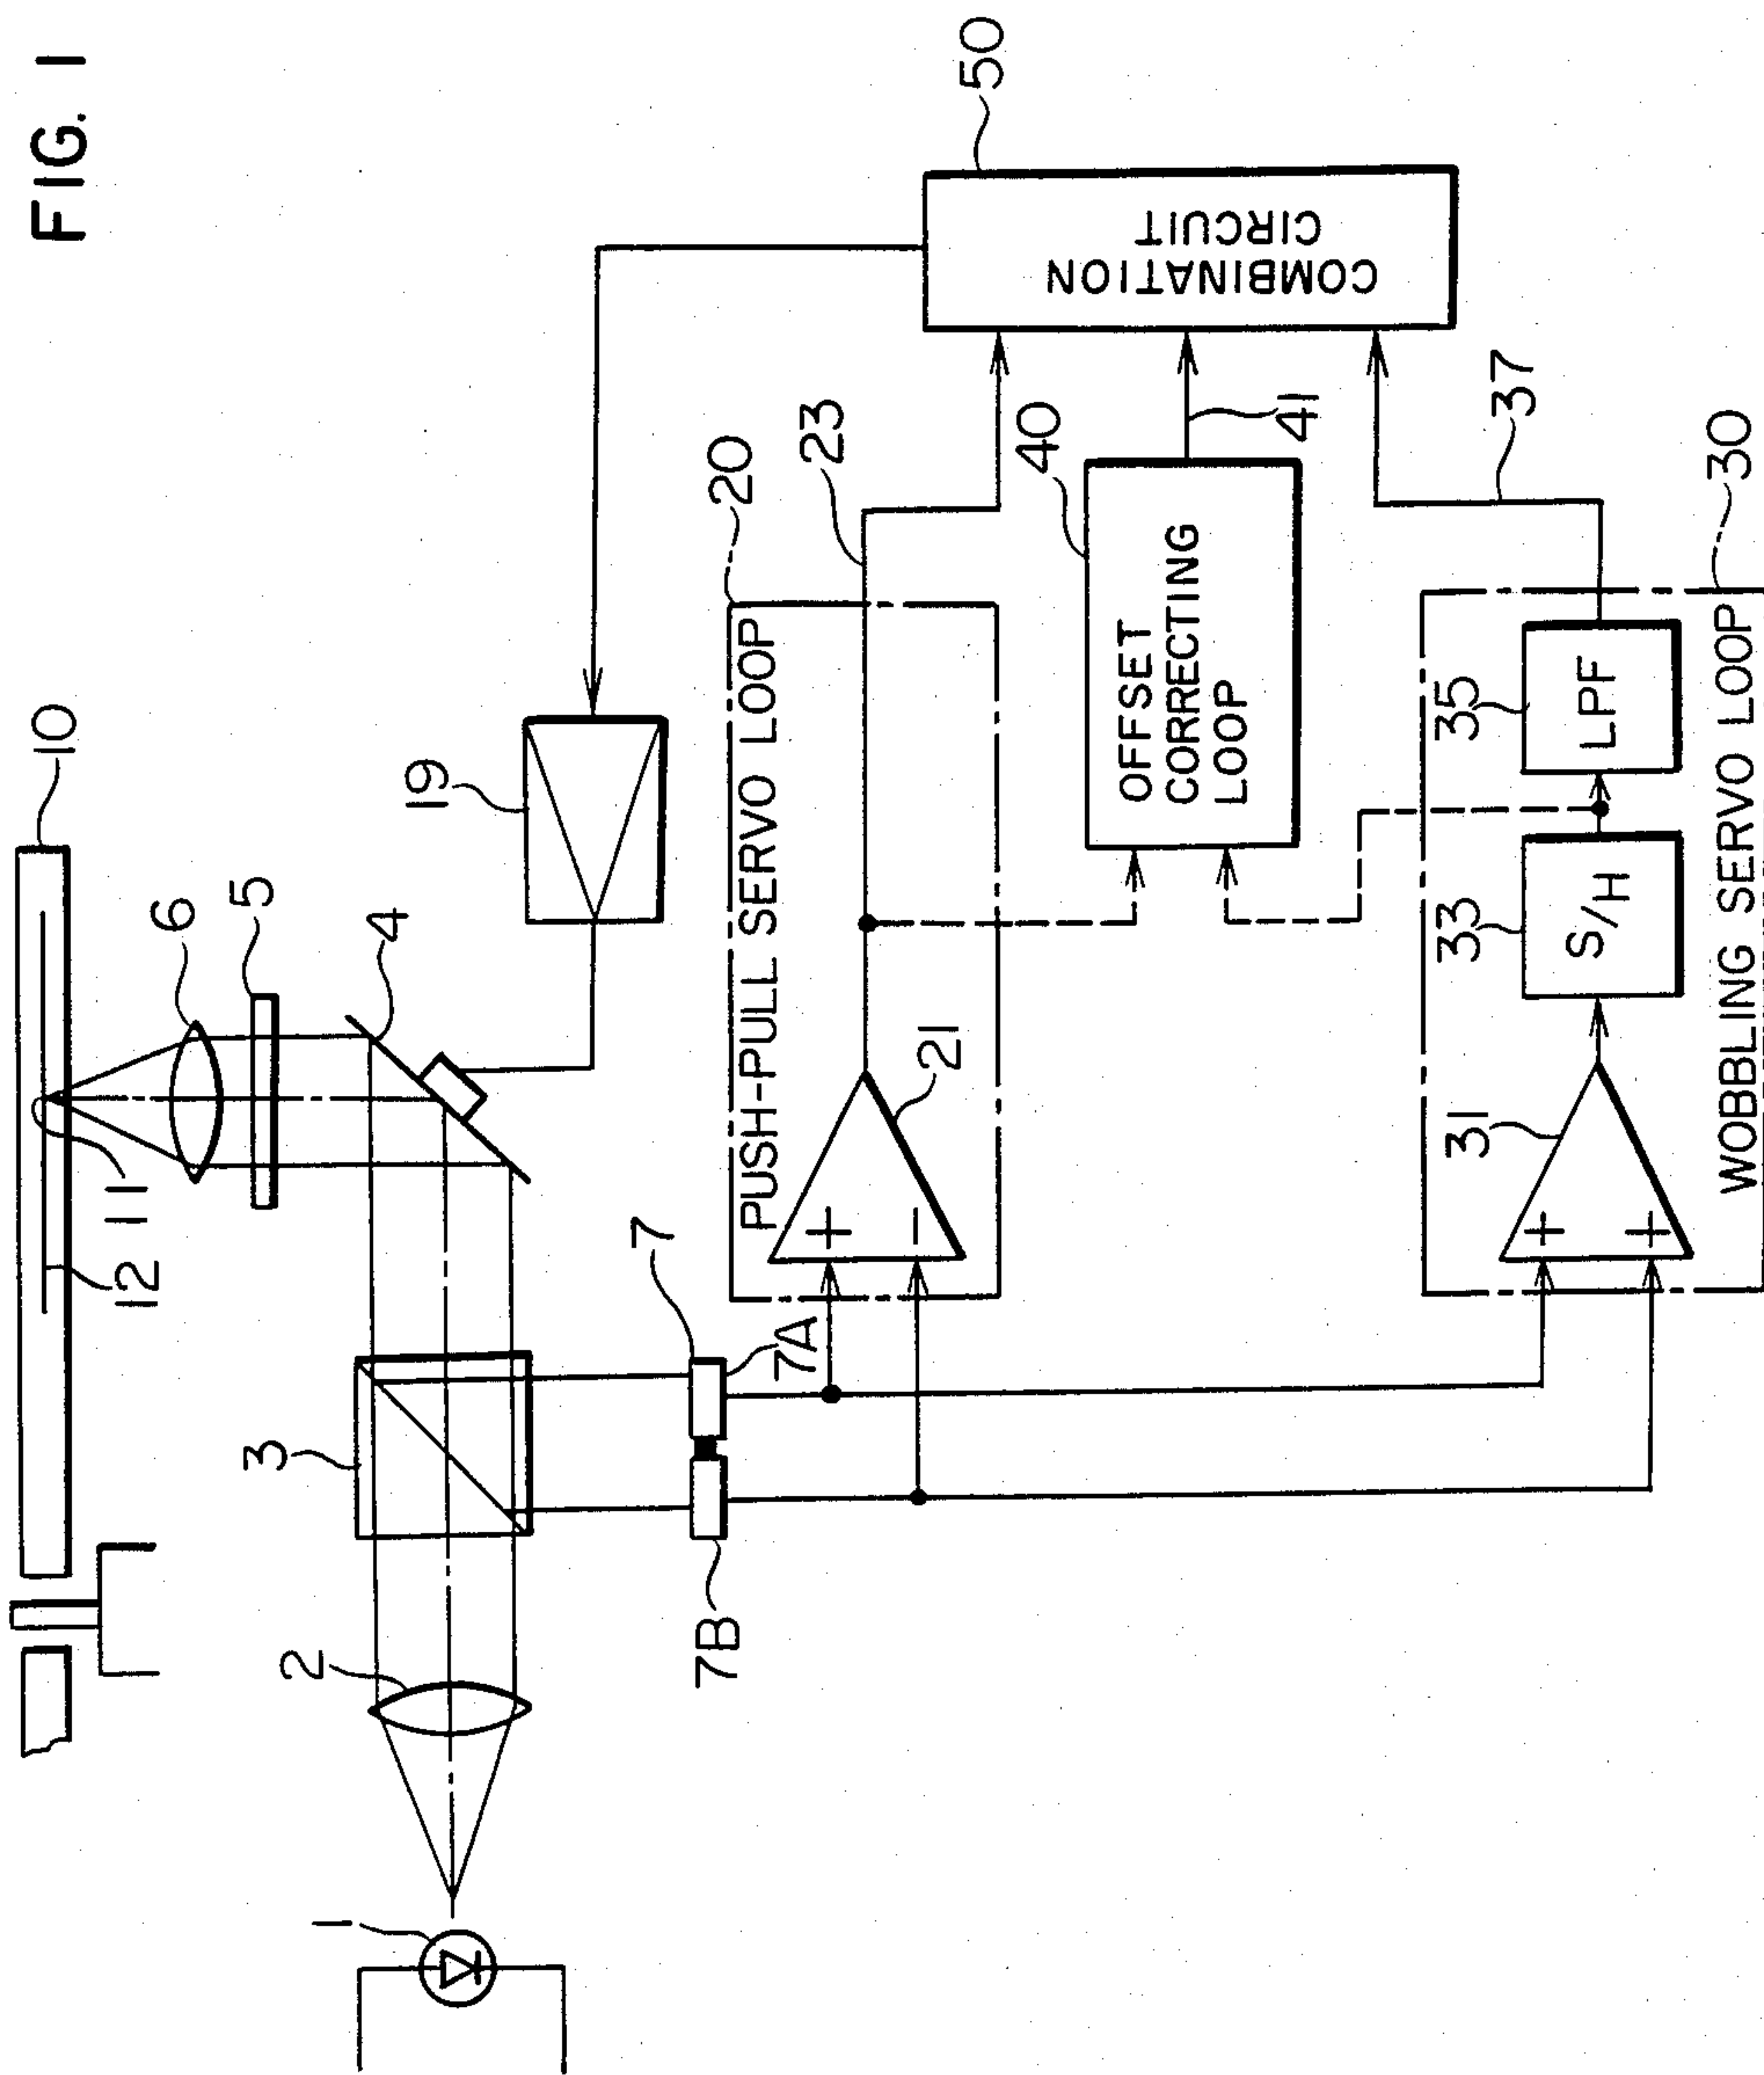 FIG. 1
10
12
11
6
5
4
3
2
1
19
7
7A
7B
20
PUSH-PULL SERVO LOOP
21
+
−
23
40
OFFSET
CORRECTING
LOOP
41
50
COMBINATION
CIRCUIT
37
30
WOBBLING SERVO LOOP
31
+
+
33
S/H
35
LPF